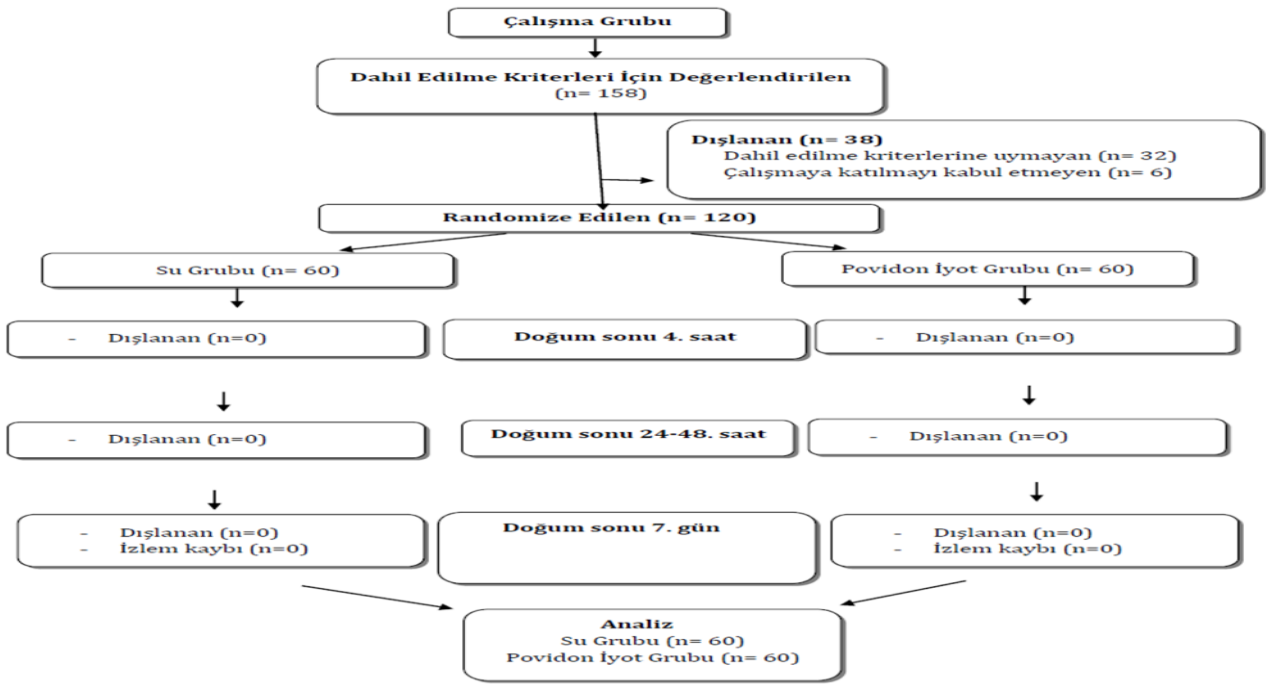 Çalışma Grubu
Dahil Edilme Kriterleri İçin Değerlendirilen
(n= 158)
Dışlanan (n= 38)
Dahil edilme kriterlerine uymayan (n= 32)
Çalışmaya katılmayı kabul etmeyen (n= 6)
Randomize Edilen (n= 120)
Su Grubu (n= 60)
Povidon İyot Grubu (n= 60)
- Dışlanan (n=0)
Doğum sonu 4. saat
- Dışlanan (n=0)
- Dışlanan (n=0)
Doğum sonu 24-48. saat
- Dışlanan (n=0)
- Dışlanan (n=0)
- İzlem kaybı (n=0)
Doğum sonu 7. gün
- Dışlanan (n=0)
- İzlem kaybı (n=0)
Analiz
Su Grubu (n= 60)
Povidon İyot Grubu (n= 60)